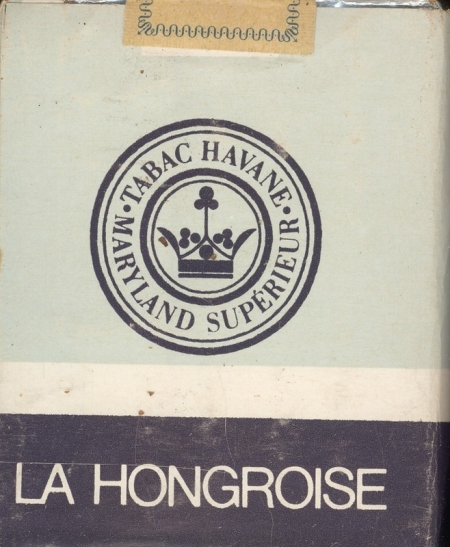 • TABAC HAVANE •
MARYLAND SUPÉRIEUR
LA HONGROISE